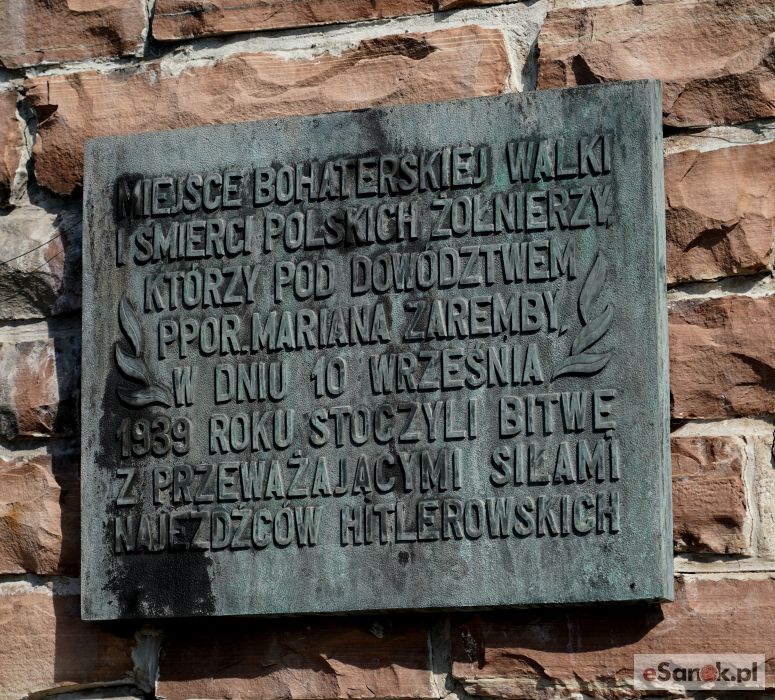 MIEJSCE BOHATERSKIEJ WALKI
I ŚMIERCI POLSKICH ŻOŁNIERZY,
KTÓRZY POD DOWÓDZTWEM
PPOR. MARIANA ZAREMBY,
W DNIU 10 WRZEŚNIA
1939 ROKU STOCZYLI BITWĘ
Z PRZEWAŻAJĄCYMI SIŁAMI
NAJEŹDŹCÓW HITLEROWSKICH
eSanok.pl